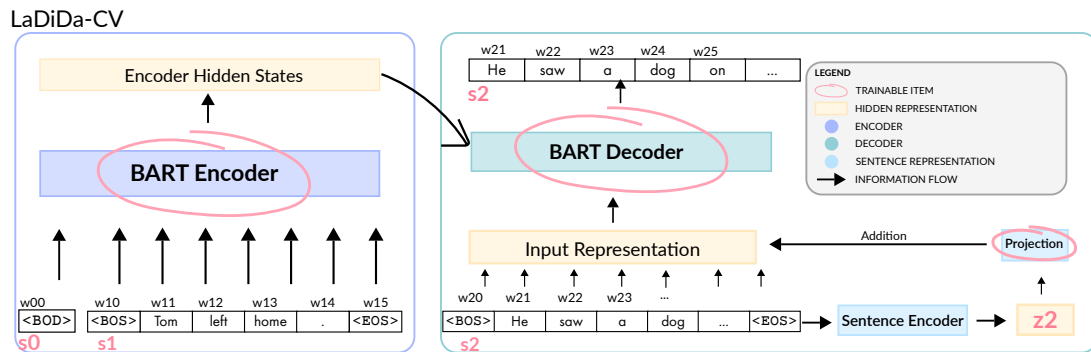 LaDiDa-CV
Encoder Hidden States
BART Encoder
w00
w10 w11 w12 w13 w14 w15
<BOD>
<BOS> Tom left home . <EOS>
s0
s1
w21 w22 w23 w24 w25
He saw a dog on ...
s2
BART Decoder
Input Representation
Addition
Projection
w20 w21 w22 w23 ...
<BOS> He saw a dog ... <EOS>
s2
Sentence Encoder
z2
LEGEND
TRAINABLE ITEM
HIDDEN REPRESENTATION
ENCODER
DECODER
SENTENCE REPRESENTATION
INFORMATION FLOW